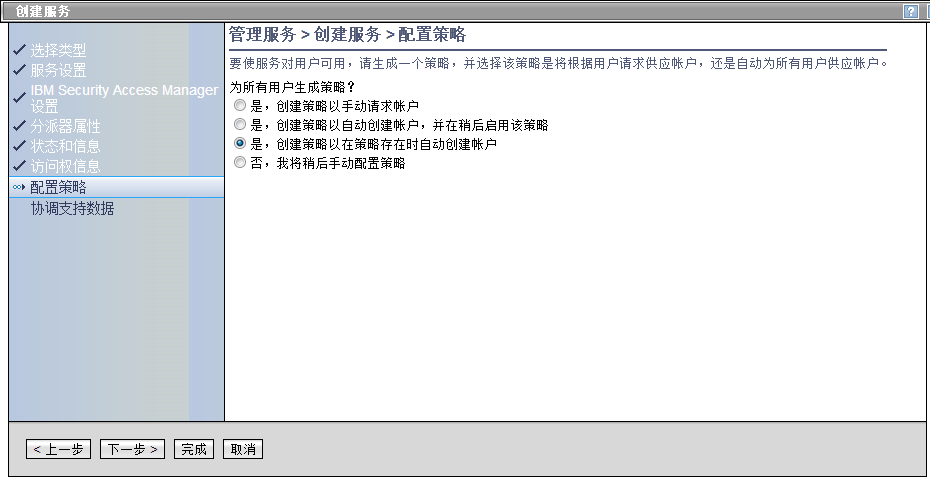 创建服务
?
选择类型
服务设置
IBM Security Access Manager
设置
分派器属性
状态和信息
访问权信息
配置策略
协调支持数据
管理服务 > 创建服务 > 配置策略
要使服务对用户可用，请生成一个策略，并选择该策略是将根据用户请求供应帐户，还是自动为所有用户供应帐户。
为所有用户生成策略？
是，创建策略以手动请求帐户
是，创建策略以自动创建帐户，并在稍后启用该策略
是，创建策略以在策略存在时自动创建帐户
否，我将稍后手动配置策略
< 上一步 下一步 > 完成 取消